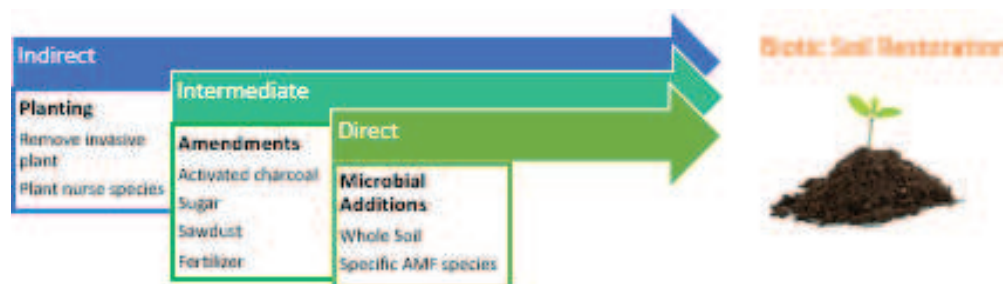 Indirect
Planting
Remove invasive
plant
Plant nurse species
Intermediate
Amendments
Activated charcoal
Sugar
Sawdust
Fertilizer
Direct
Microbial
Additions
Whole Soil
Specific AMF species
Biotic Soil Restoration